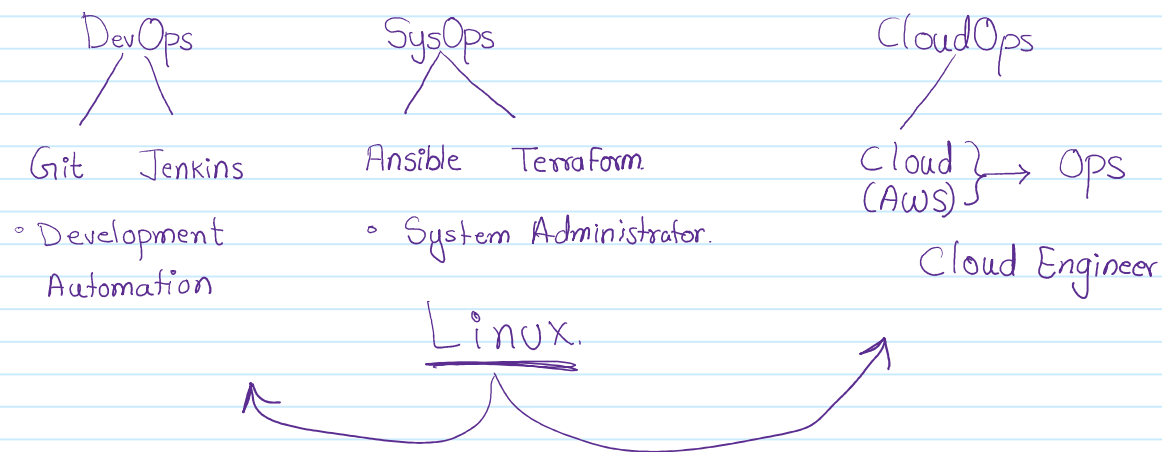 DevOps SysOps CloudOps
Git Jenkins Ansible Terraform. Cloud (AWS) } → Ops
• Development Automation
• System Administrator.
Cloud Engineer
Linux.